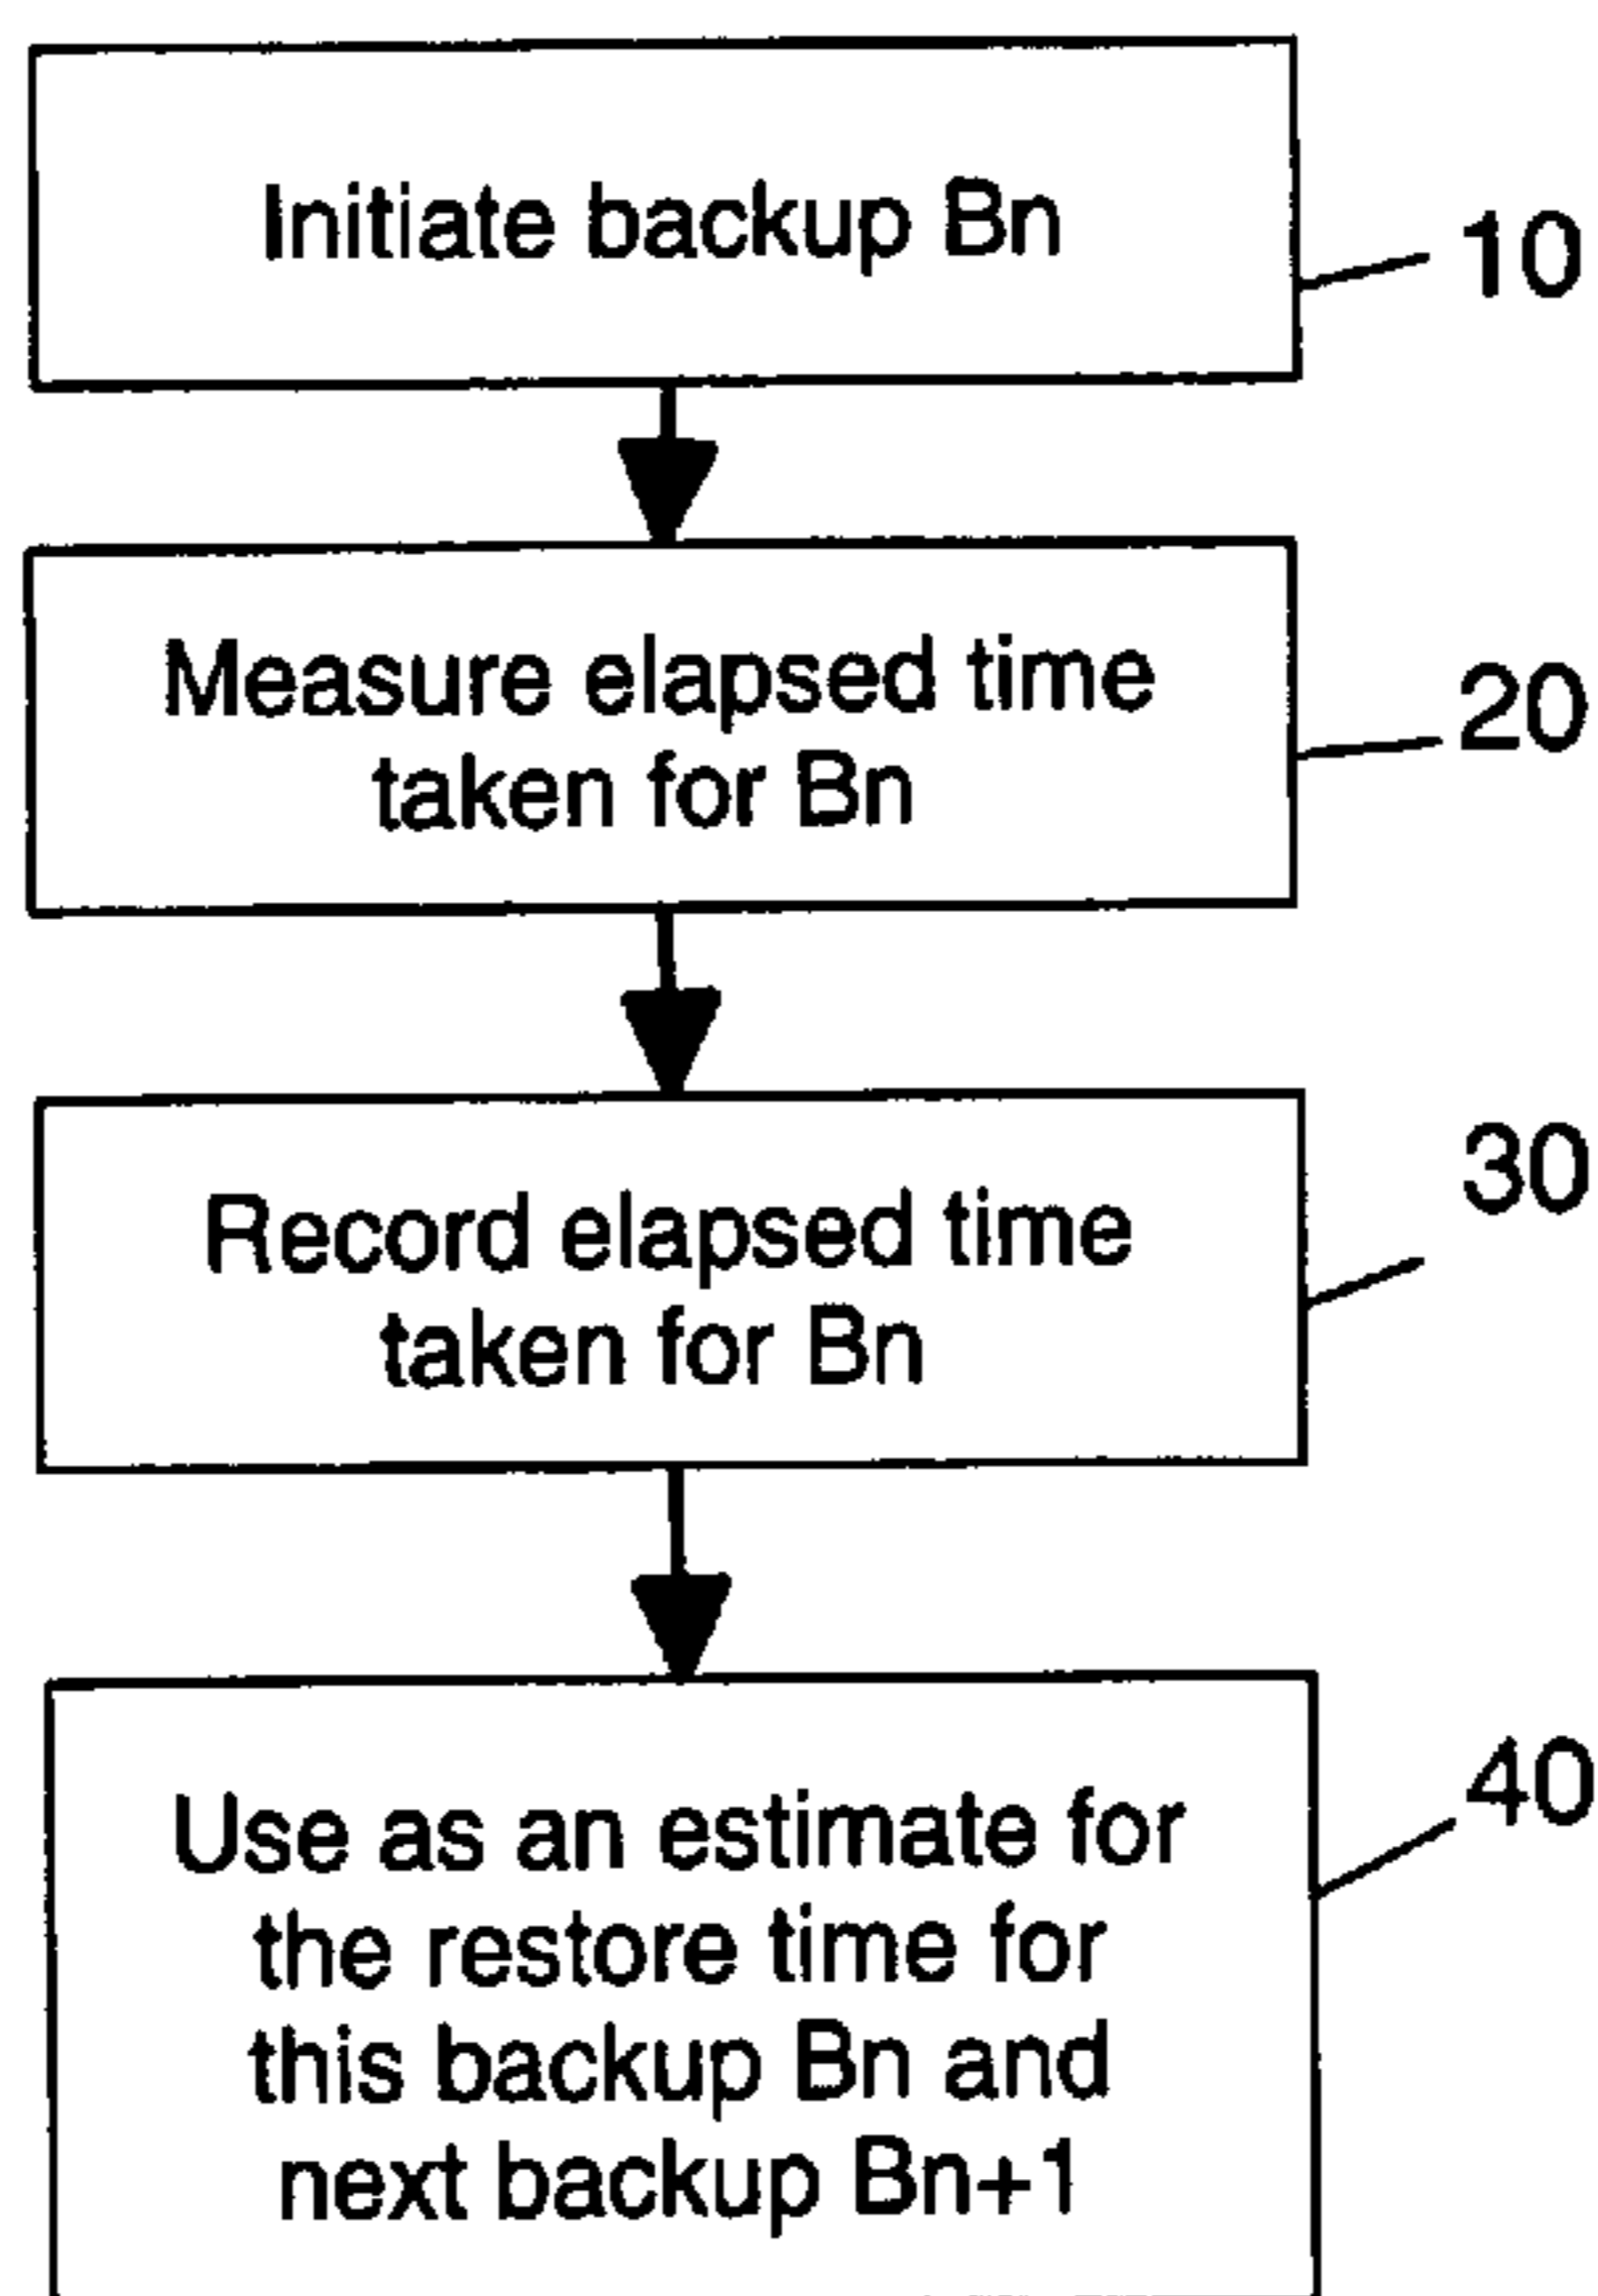 Initiate backup Bn
10
Measure elapsed time
taken for Bn
20
Record elapsed time
taken for Bn
30
Use as an estimate for
the restore time for
this backup Bn and
next backup Bn+1
40